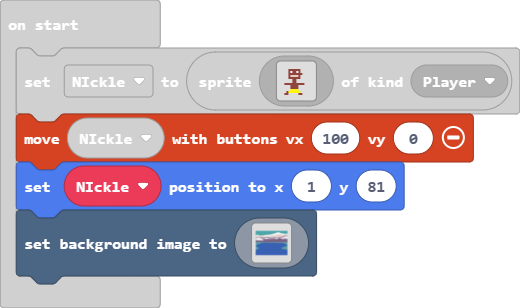 on start
set NIckle to sprite of kind Player
move NIckle with buttons vx 100 vy 0
set NIckle position to x 1 y 81
set background image to